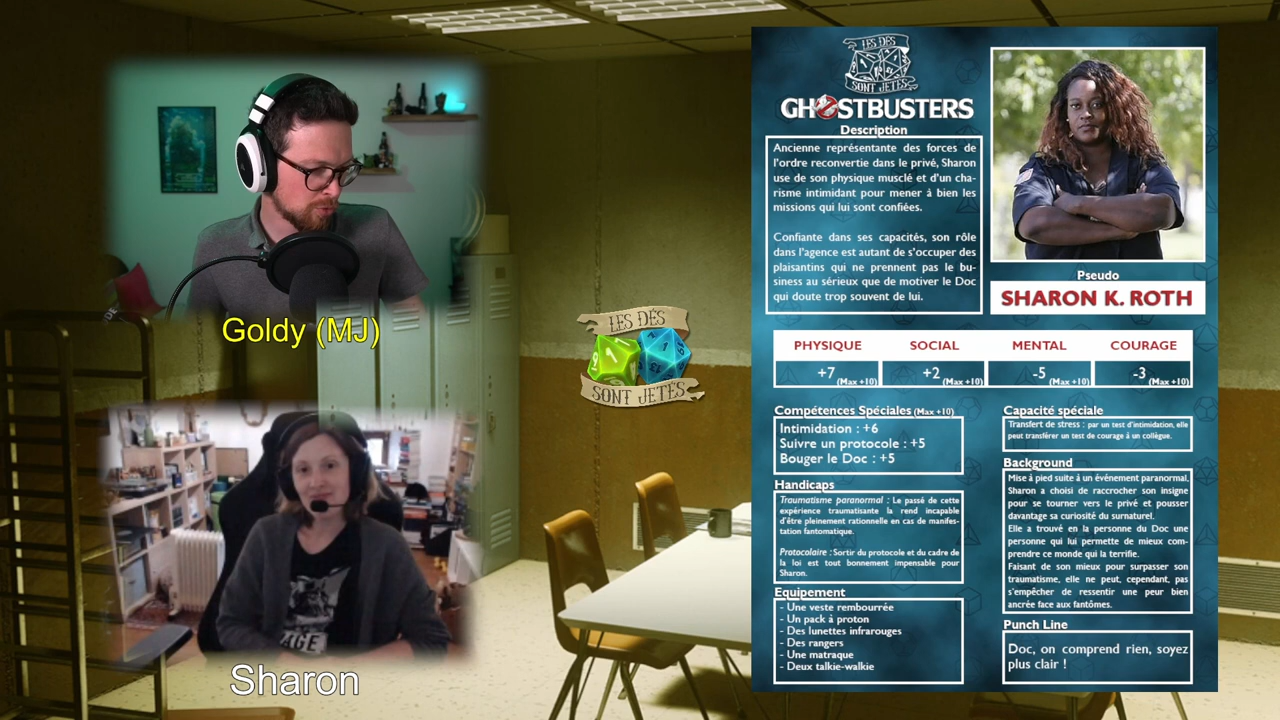 Goldy (MJ)
Sharon
LES DÉS
SONT JETÉS
LES DÉS
SONT JETÉS
GHOSTBUSTERS
Description
Ancienne représentante des forces de
l'ordre reconvertie dans le privé, Sharon
use de son physique musclé et d'un cha-
risme intimidant pour mener à bien les
missions qui lui sont confiées.
Confiante dans ses capacités, son rôle
dans l'agence est autant de s'occuper des
plaisantins qui ne prennent pas le bu-
siness au sérieux que de motiver le Doc
qui doute trop souvent de lui.
Pseudo
SHARON K. ROTH
PHYSIQUE SOCIAL MENTAL COURAGE
+7 (Max +10) +2 (Max +10) -5 (Max +10) -3 (Max +10)
Compétences Spéciales (Max +10)
Intimidation : +6
Suivre un protocole : +5
Bouger le Doc : +5
Handicaps
Traumatisme paranormal : Le passé de cette
expérience traumatisante la rend incapable
d'être pleinement rationnelle en cas de manifes-
tation fantomatique.
Protocolaire : Sortir du protocole et du cadre de
la loi est tout bonnement impensable pour
Sharon.
Equipement
- Une veste rembourrée
- Un pack à proton
- Des lunettes infrarouges
- Des rangers
- Une matraque
- Deux talkie-walkie
Capacité spéciale
Transfert de stress : par un test d'intimidation, elle
peut transférer un test de courage à un collègue.
Background
Mise à pied suite à un événement paranormal,
Sharon a choisi de raccrocher son insigne
pour se tourner vers le privé et pousser
davantage sa curiosité du surnaturel.
Elle a trouvé en la personne du Doc une
personne qui lui permette de mieux com-
prendre ce monde qui la terrifie.
Faisant de son mieux pour surpasser son
traumatisme, elle ne peut, cependant, pas
s'empêcher de ressentir une peur bien
ancrée face aux fantômes.
Punch Line
Doc, on comprend rien, soyez
plus clair !